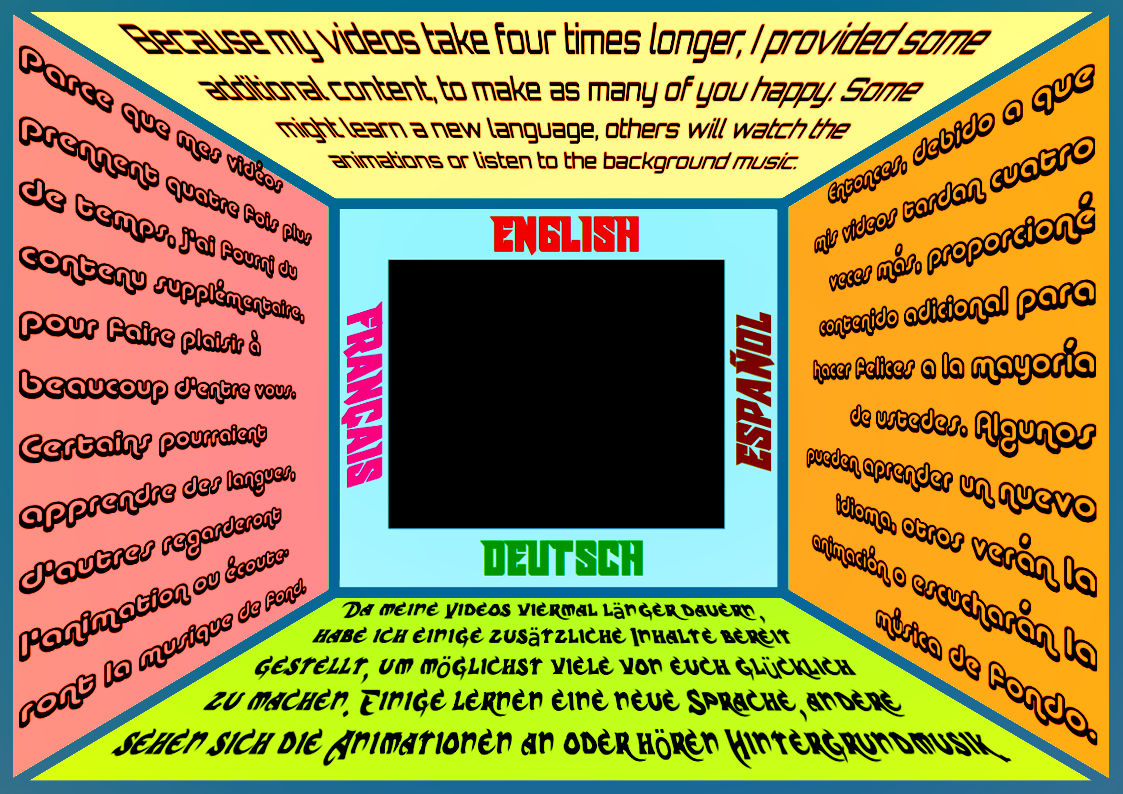 Because my videos take four times longer, I provided some
additional content, to make as many of you happy. Some
might learn a new language, others will watch the
animations or listen to the background music.
Parce que mes vidéos
prennent quatre fois plus
de temps, j'ai fourni du
contenu supplémentaire,
pour faire plaisir à
beaucoup d'entre vous.
Certains pourraient
apprendre des langues,
d'autres regarderont
l'animation ou écoute-
ront la musique de fond.
ENGLISH
FRANÇAIS
ESPAÑOL
DEUTSCH
Entonces, debido a que
mis videos tardan cuatro
veces más, proporcioné
contenido adicional para
hacer felices a la mayoría
de ustedes. Algunos
pueden aprender un nuevo
idioma, otros verán la
animación o escucharán la
música de fondo.
Da meine Videos viermal länger dauern,
habe ich einige zusätzliche Inhalte bereit
gestellt, um möglichst viele von euch glücklich
zu machen. Einige lernen eine neue Sprache, andere
sehen sich die Animationen an oder hören Hintergrundmusik.